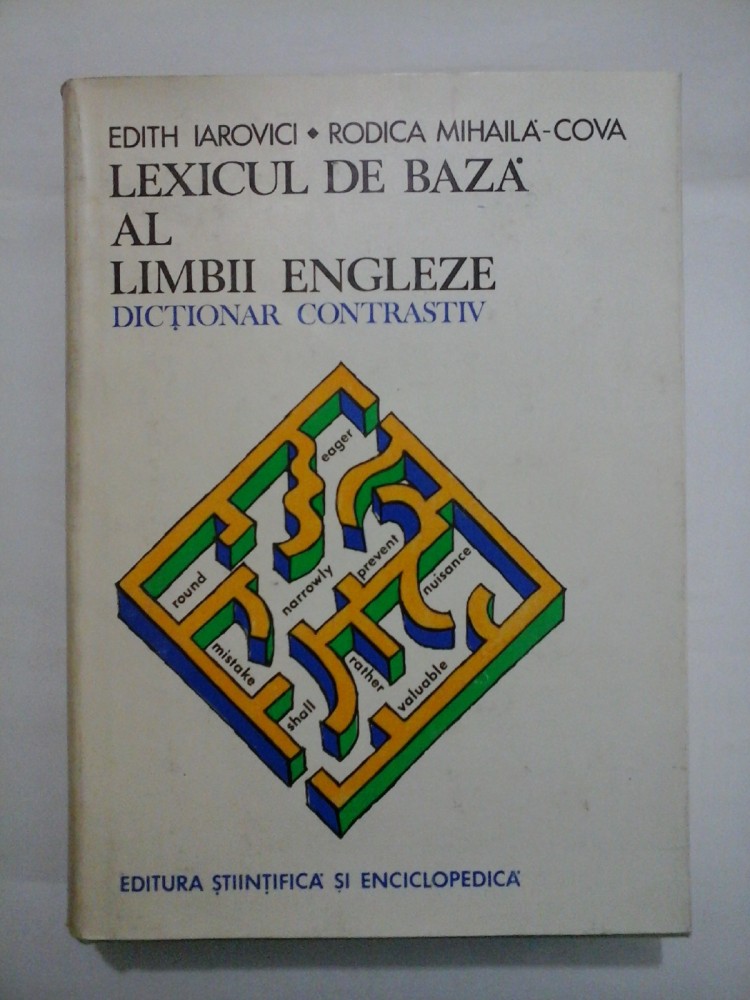 EDITH IAROVICI ◆ RODICA MIHAILĂ-COVA
LEXICUL DE BAZĂ
AL
LIMBII ENGLEZE
DICȚIONAR CONTRASTIV
eager
round
narrowly
prevent
nuisance
mistake
shall
rather
valuable
EDITURA ȘTIINȚIFICĂ ȘI ENCICLOPEDICĂ